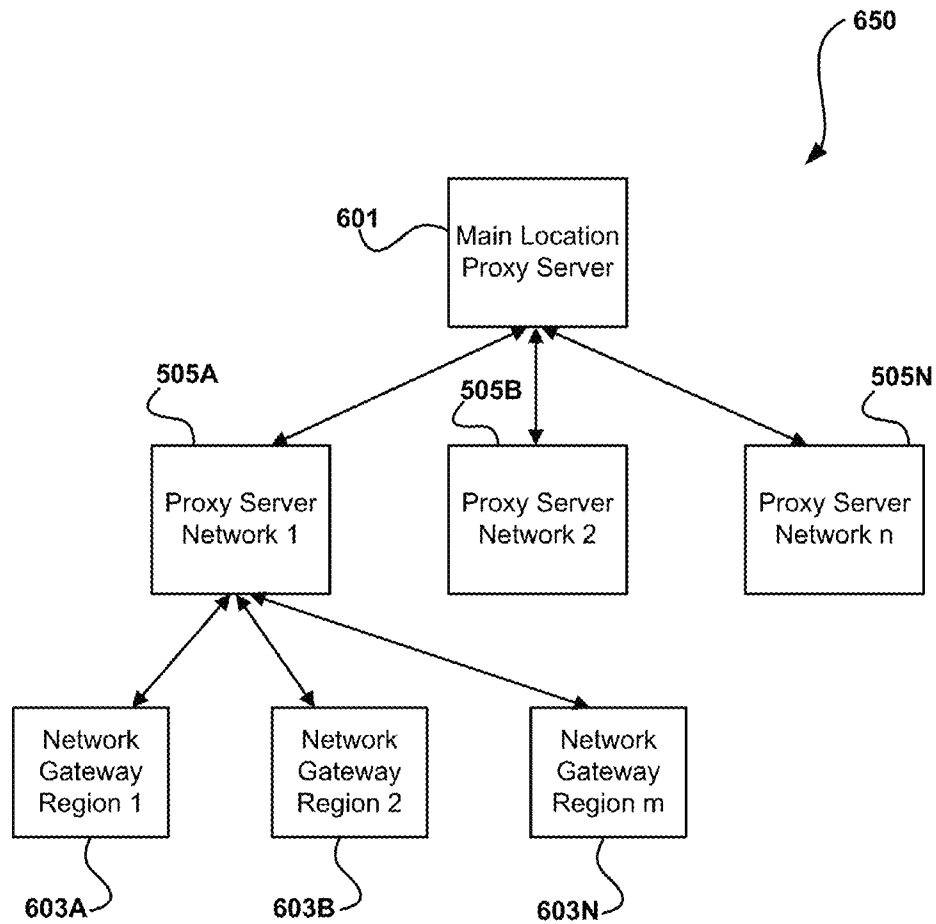 650
601
Main Location
Proxy Server
505A
505B
505N
Proxy Server
Network 1
Proxy Server
Network 2
Proxy Server
Network n
Network
Gateway
Region 1
Network
Gateway
Region 2
Network
Gateway
Region m
603A
603B
603N